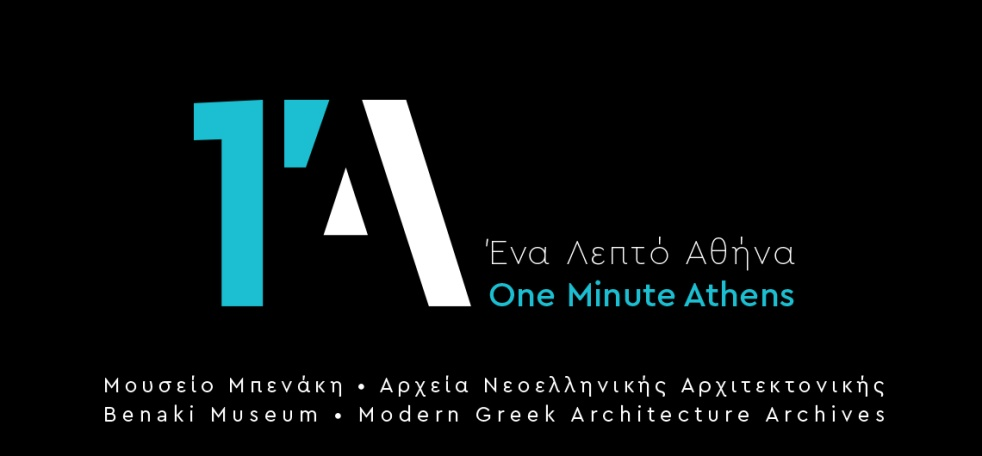 1'A
Ένα Λεπτό Αθήνα
One Minute Athens
Μουσείο Μπενάκη • Αρχεία Νεοελληνικής Αρχιτεκτονικής
Benaki Museum • Modern Greek Architecture Archives